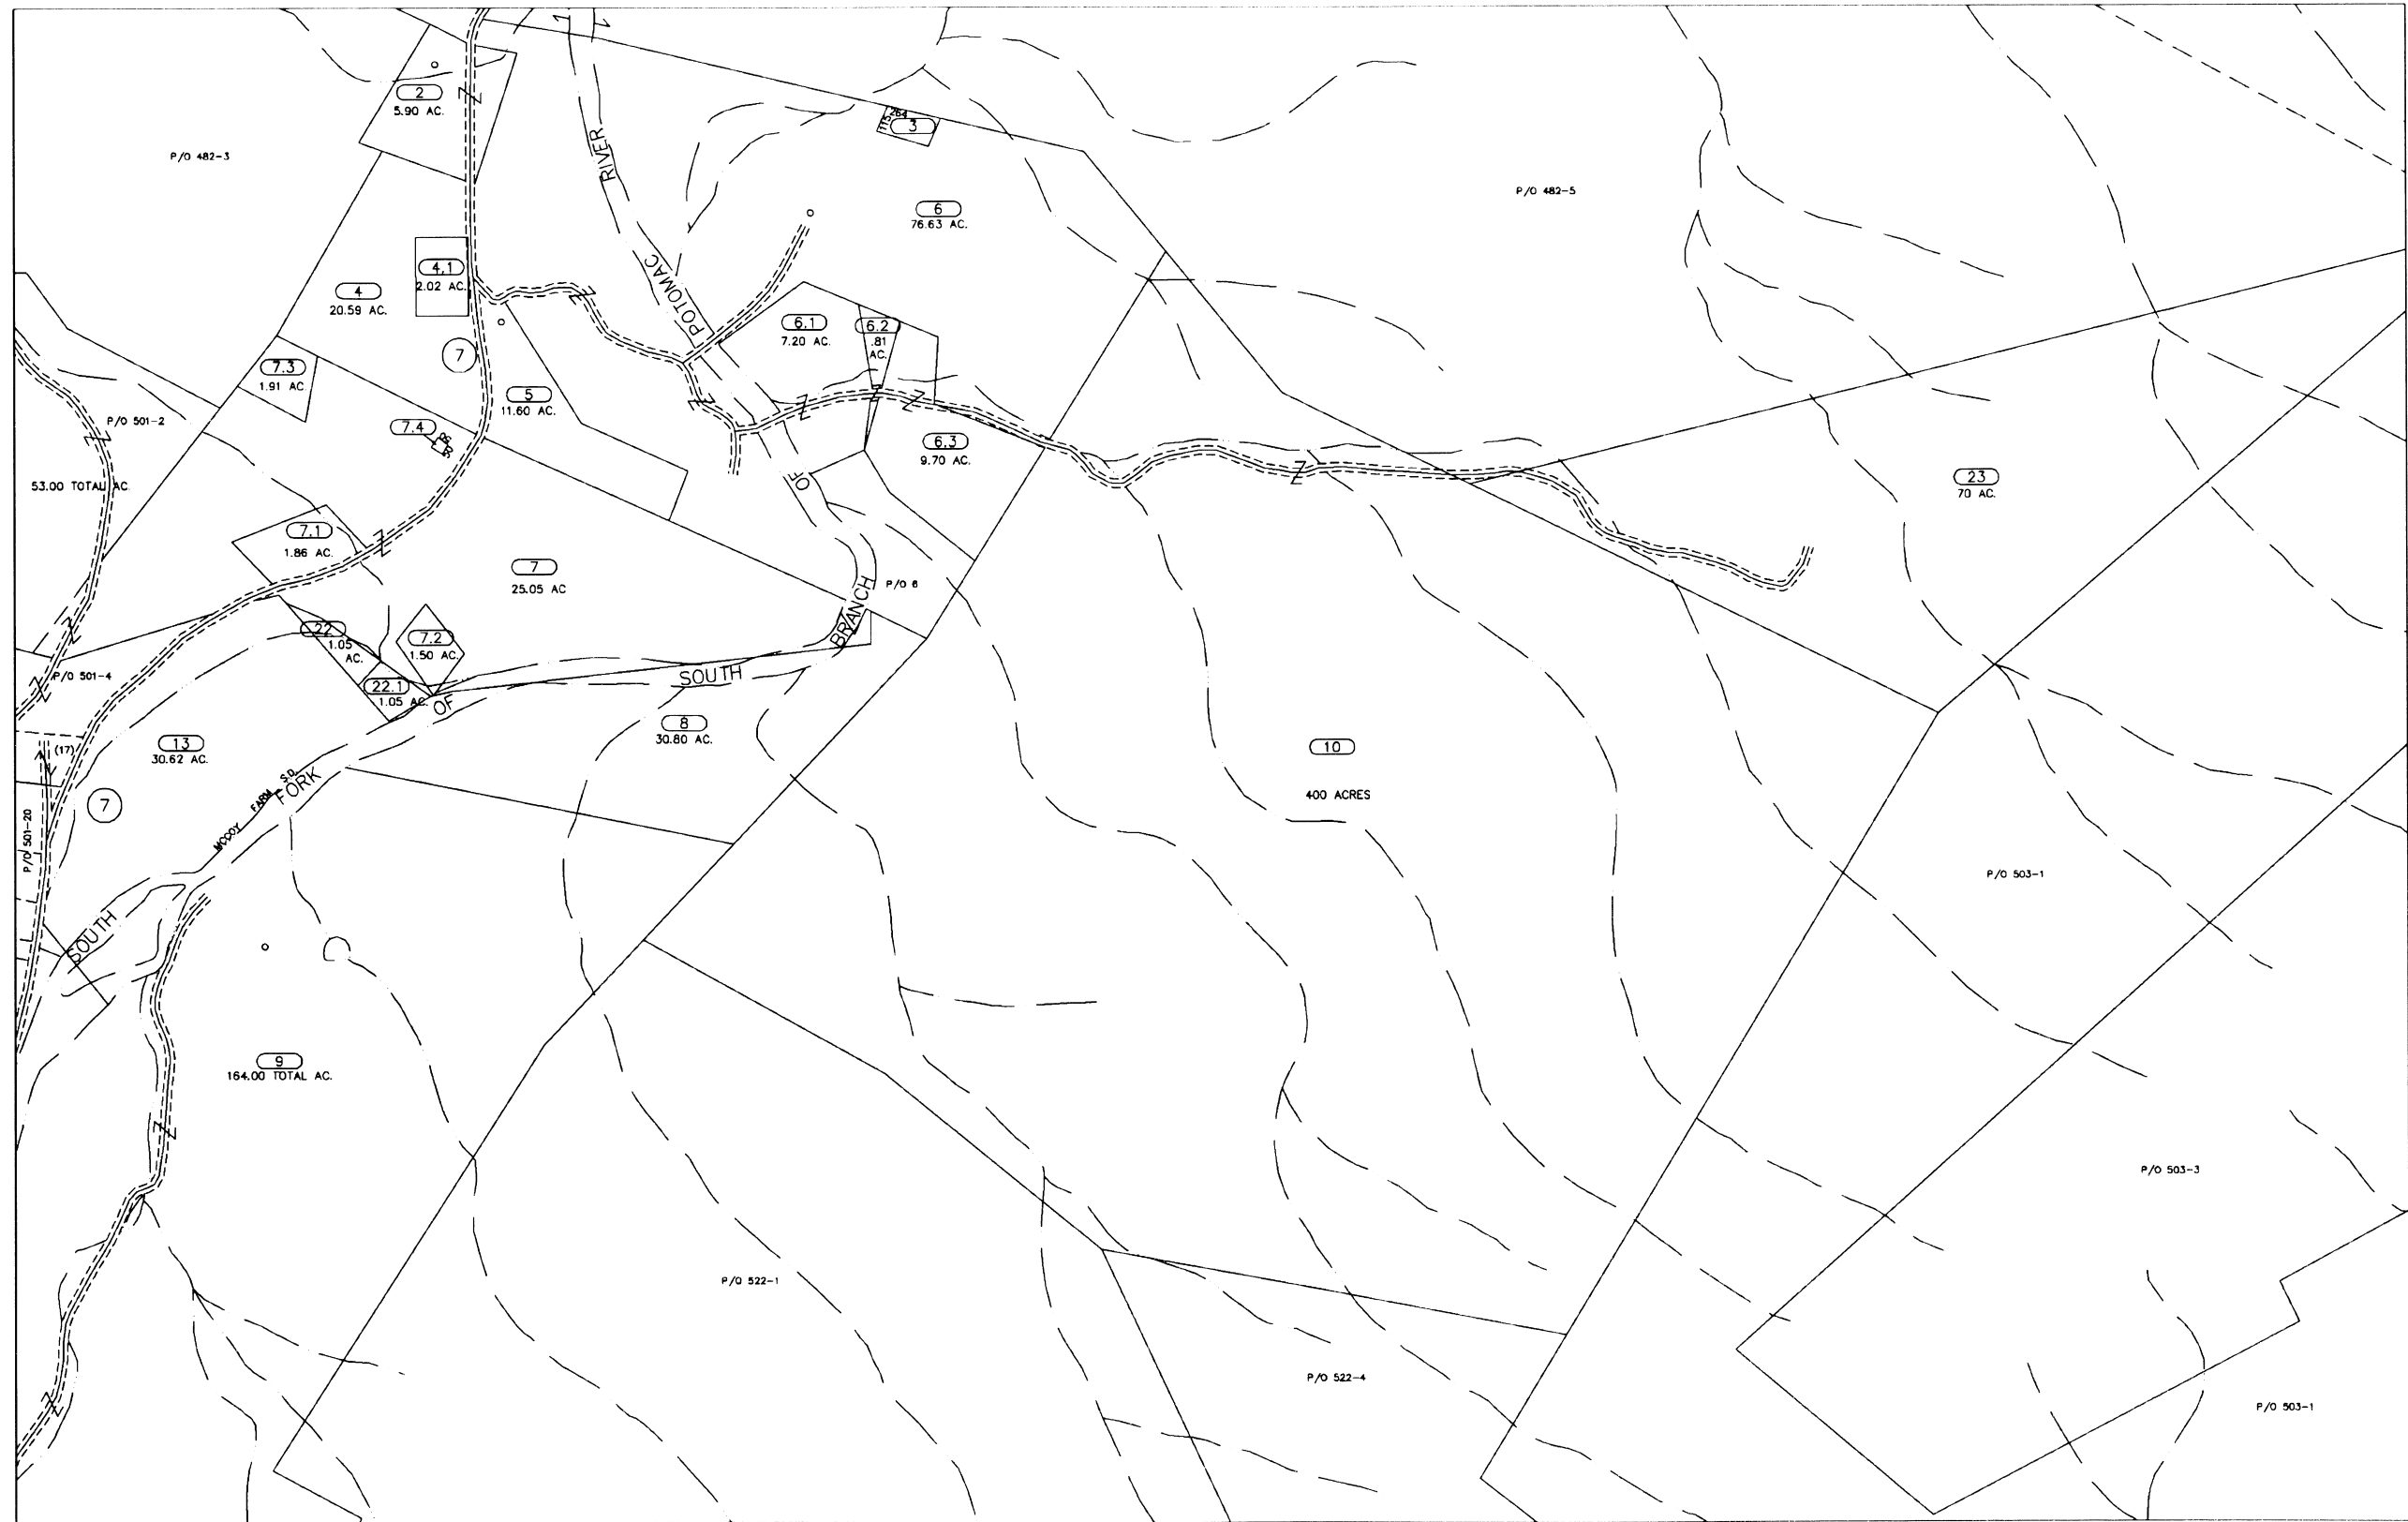 2
5.90 AC.
P/O 482-3
RIVER
264
115
3
P/O 482-5
6
76.63 AC.
4.1
2.02 AC.
4
20.59 AC.
POTOMAC
6.1
7.20 AC.
6.2
.81
AC.
7
7.3
1.91 AC.
5
11.60 AC.
P/O 501-2
7.4
6.3
9.70 AC.
53.00 TOTAL AC.
OF
23
70 AC.
7.1
1.86 AC.
7
25.05 AC
P/O 6
BRANCH
22
1.05
AC.
7.2
1.50 AC.
P/O 501-4
SOUTH
22.1
1.05 AC.
OF
8
30.80 AC.
13
30.62 AC.
(17)
10
400 ACRES
MCCOY FARM S.D.
FORK
7
P/O 501-20
P/O 503-1
SOUTH
9
164.00 TOTAL AC.
P/O 503-3
P/O 522-1
P/O 522-4
P/O 503-1